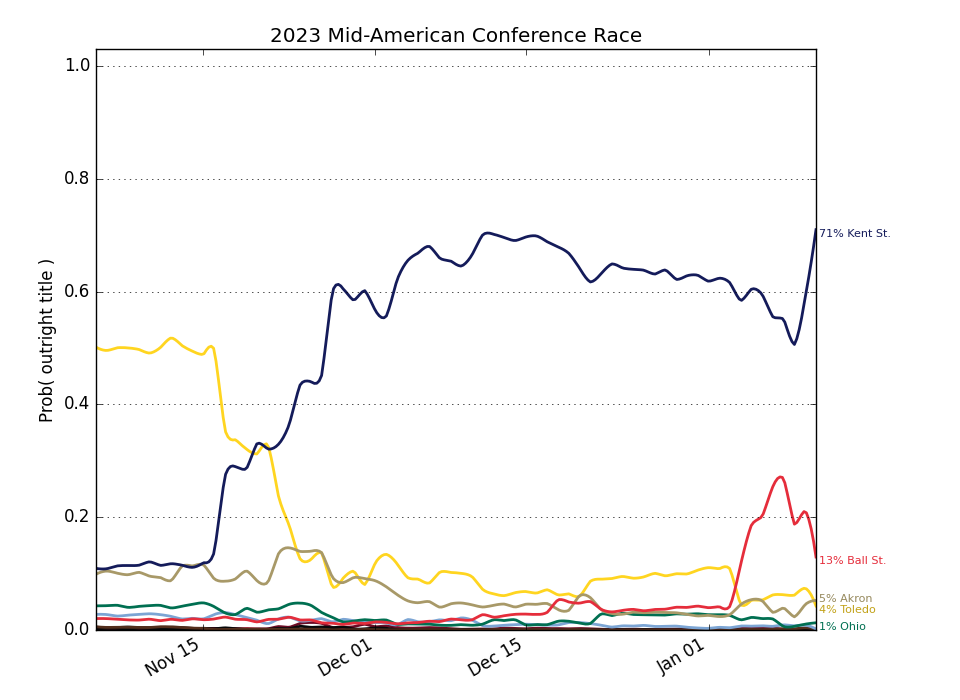 2023 Mid-American Conference Race
Prob( outright title )
1.0
0.8
0.6
0.4
0.2
0.0
71% Kent St.
13% Ball St.
5% Akron
4% Toledo
1% Ohio
Nov 15
Dec 01
Dec 15
Jan 01